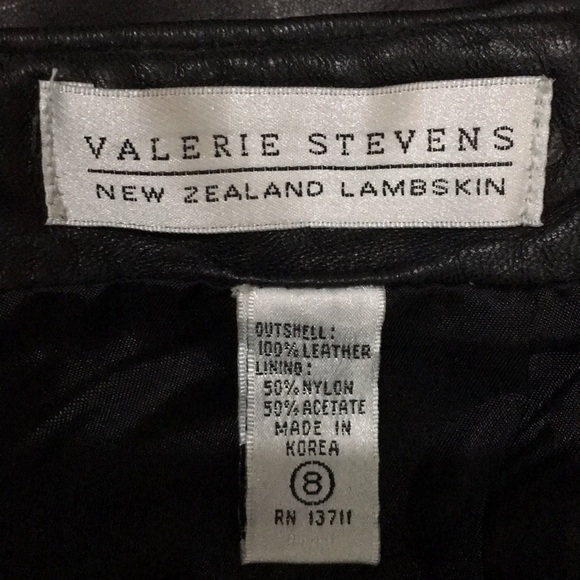 VALERIE STEVENS
NEW ZEALAND LAMBSKIN
OUTSHELL:
100% LEATHER
LINING:
50% NYLON
50% ACETATE
MADE IN
KOREA
8
RN 13711